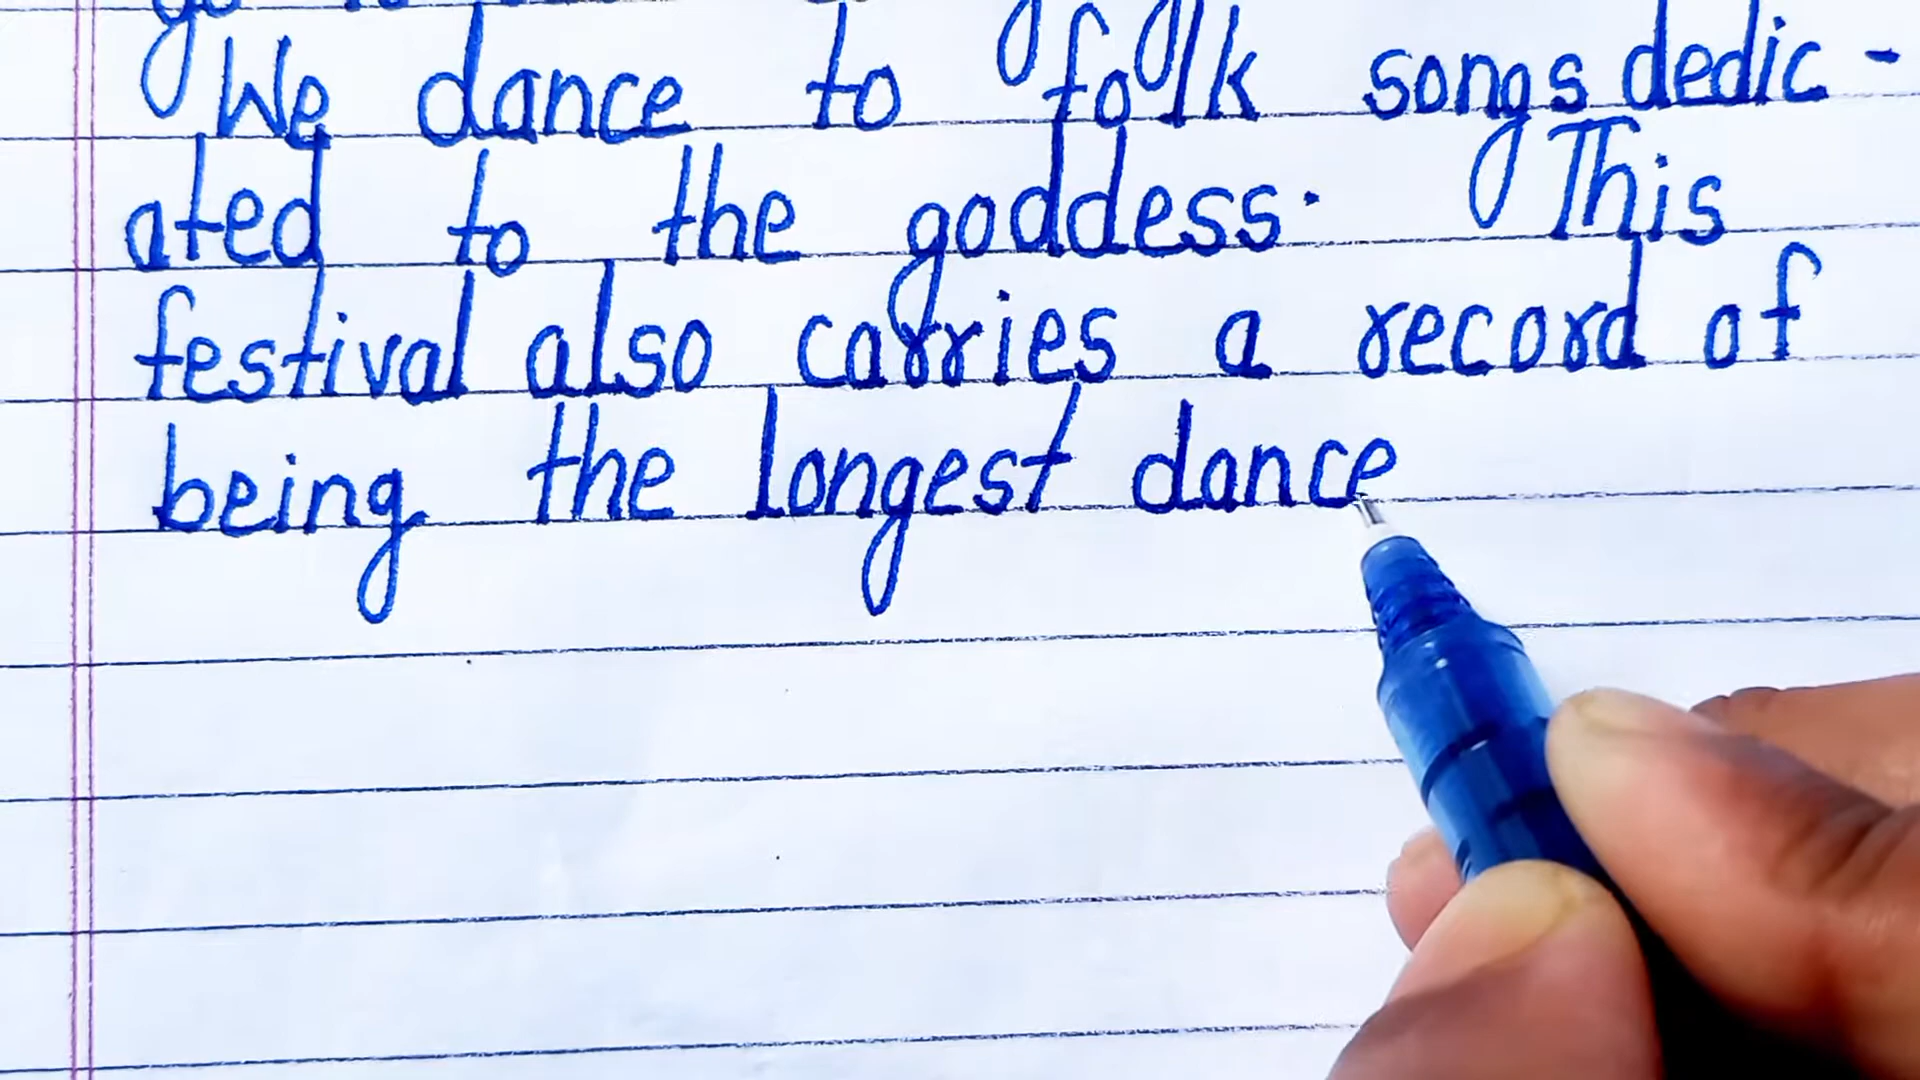 We dance to folk songs dedic-
ated to the goddess. This
festival also carries a record of
being the longest dance